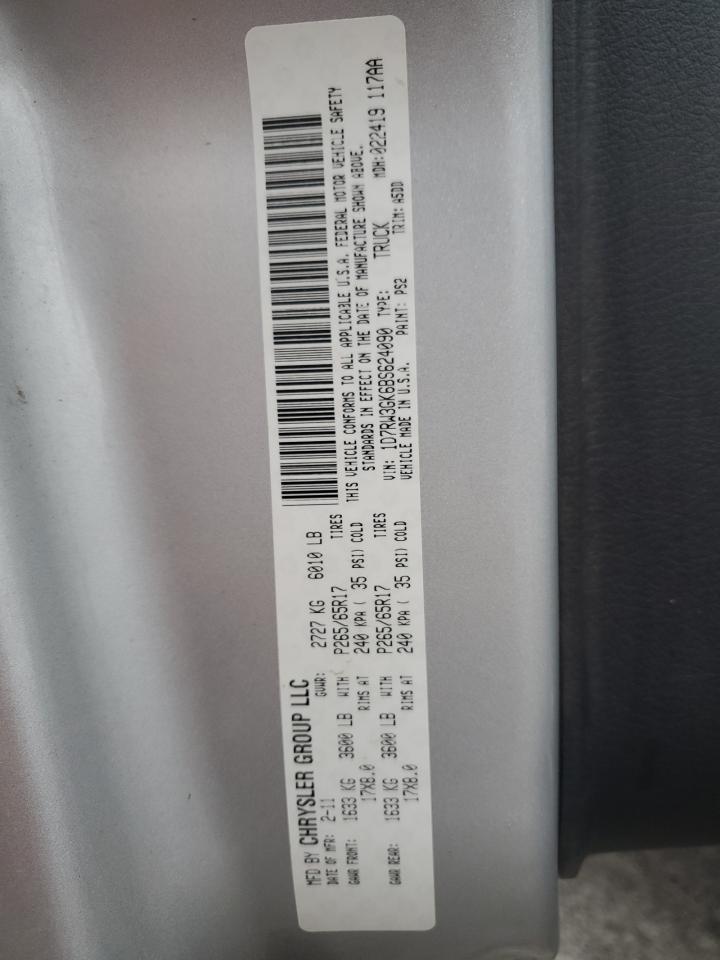 MFD BY CHRYSLER GROUP LLC
DATE OF MFR: 2-11 GVWR: 2727 KG 6010 LB
GAWR FRONT: 1633 KG 3600 LB WITH P265/65R17 TIRES
17X8.0 RIMS AT 240 KPA ( 35 PSI) COLD
GAWR REAR: 1633 KG 3600 LB WITH P265/65R17 TIRES
17X8.0 RIMS AT 240 KPA ( 35 PSI) COLD
THIS VEHICLE CONFORMS TO ALL APPLICABLE U.S.A. FEDERAL MOTOR VEHICLE SAFETY
STANDARDS IN EFFECT ON THE DATE OF MANUFACTURE SHOWN ABOVE.
VIN: 1D7RW3GK6BS624090 TYPE: TRUCK MDH:022419 117AA
VEHICLE MADE IN U.S.A. PAINT: PS2 TRIM: A5DD